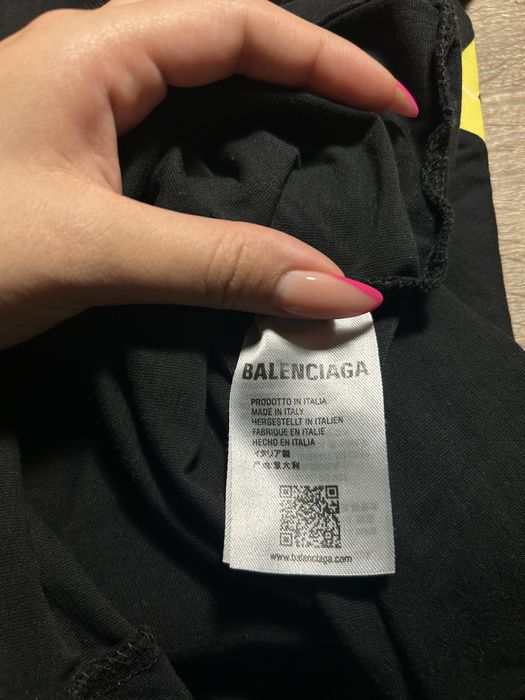 BALENCIAGA
PRODOTTO IN ITALIA
MADE IN ITALY
HERGESTELLT IN ITALIEN
FABRIQUE EN ITALIE
HECHO EN ITALIA
イタリア製
产地:意大利
www.balenciaga.com